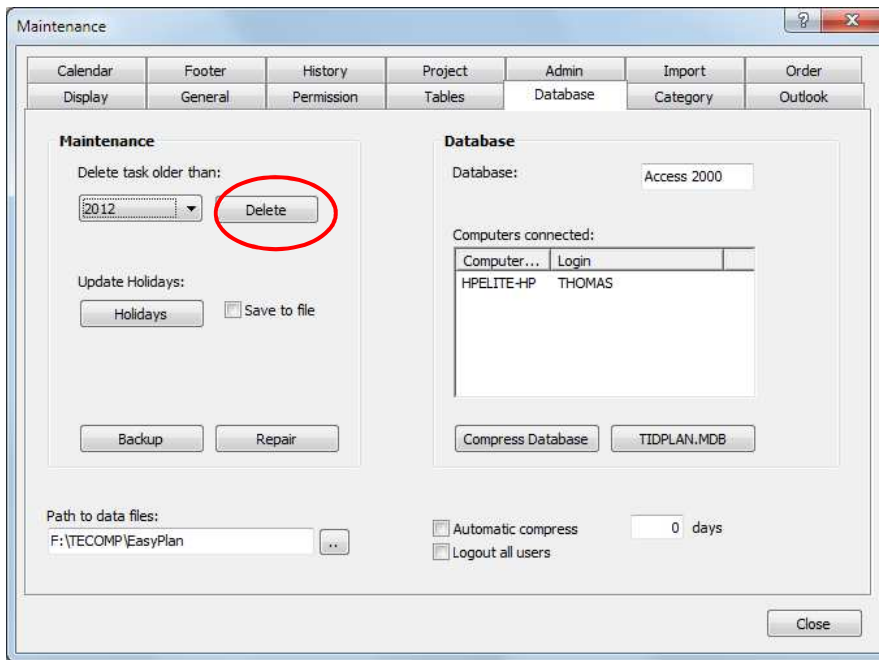 Maintenance
Calendar Footer History Project Admin Import Order
Display General Permission Tables Database Category Outlook
Maintenance
Delete task older than:
2012 Delete
Update Holidays:
Holidays Save to file
Backup Repair
Database
Database: Access 2000
Computers connected:
Computer... Login
HPELITE-HP THOMAS
Compress Database TIDPLAN.MDB
Path to data files:
F:\TECOMP\EasyPlan ..
Automatic compress 0 days
Logout all users
Close